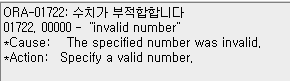 ORA-01722: 수치가 부적합합니다
01722, 00000 -  "invalid number"
*Cause:    The specified number was invalid.
*Action:   Specify a valid number.